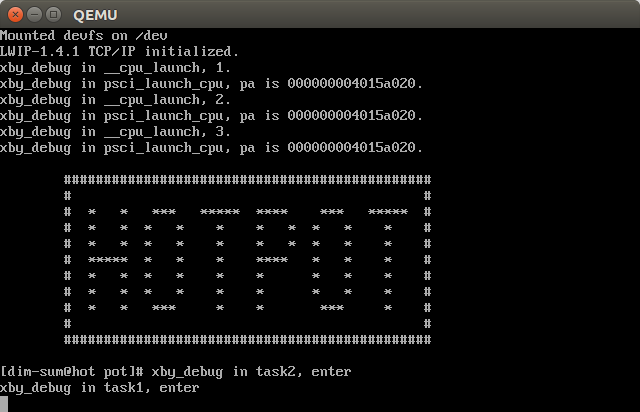 QEMU
Mounted devfs on /dev
LWIP-1.4.1 TCP/IP initialized.
xby_debug in __cpu_launch, 1.
xby_debug in psci_launch_cpu, pa is 000000004015a020.
xby_debug in __cpu_launch, 2.
xby_debug in psci_launch_cpu, pa is 000000004015a020.
xby_debug in __cpu_launch, 3.
xby_debug in psci_launch_cpu, pa is 000000004015a020.
##############################################
#                                            #
#  *   *   ***   ***** ****    ***   *****  #
#  *   *  *   *    *    *   *  *   *    *    #
#  *   *  *   *    *    *   *  *   *    *    #
#  *****  *   *    *    ****   *   *    *    #
#  *   *  *   *    *    *      *   *    *    #
#  *   *  *   *    *    *      *   *    *    #
#  *   *   ***     *    *       ***     *    #
#                                            #
##############################################
[dim-sum@hot pot]# xby_debug in task2, enter
xby_debug in task1, enter